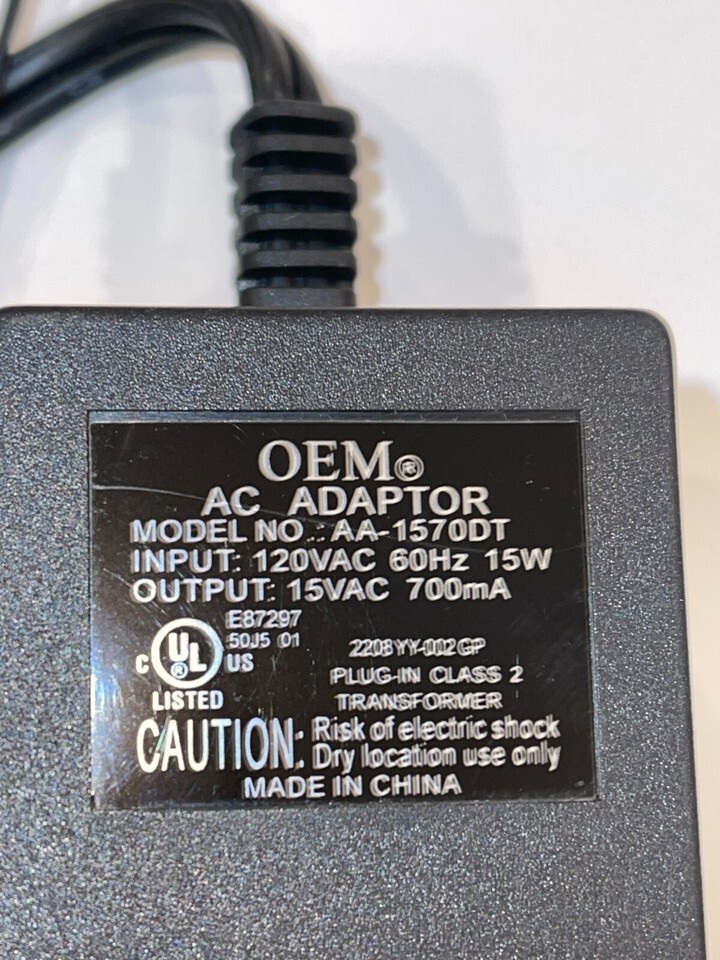 OEM®
AC ADAPTOR
MODEL NO.: AA-1570DT
INPUT: 120VAC 60Hz 15W
OUTPUT: 15VAC 700mA
E87297
50J5 01
C UL ® US
LISTED
2208 YY-002 GP
PLUG-IN CLASS 2
TRANSFORMER
CAUTION: Risk of electric shock
Dry location use only
MADE IN CHINA